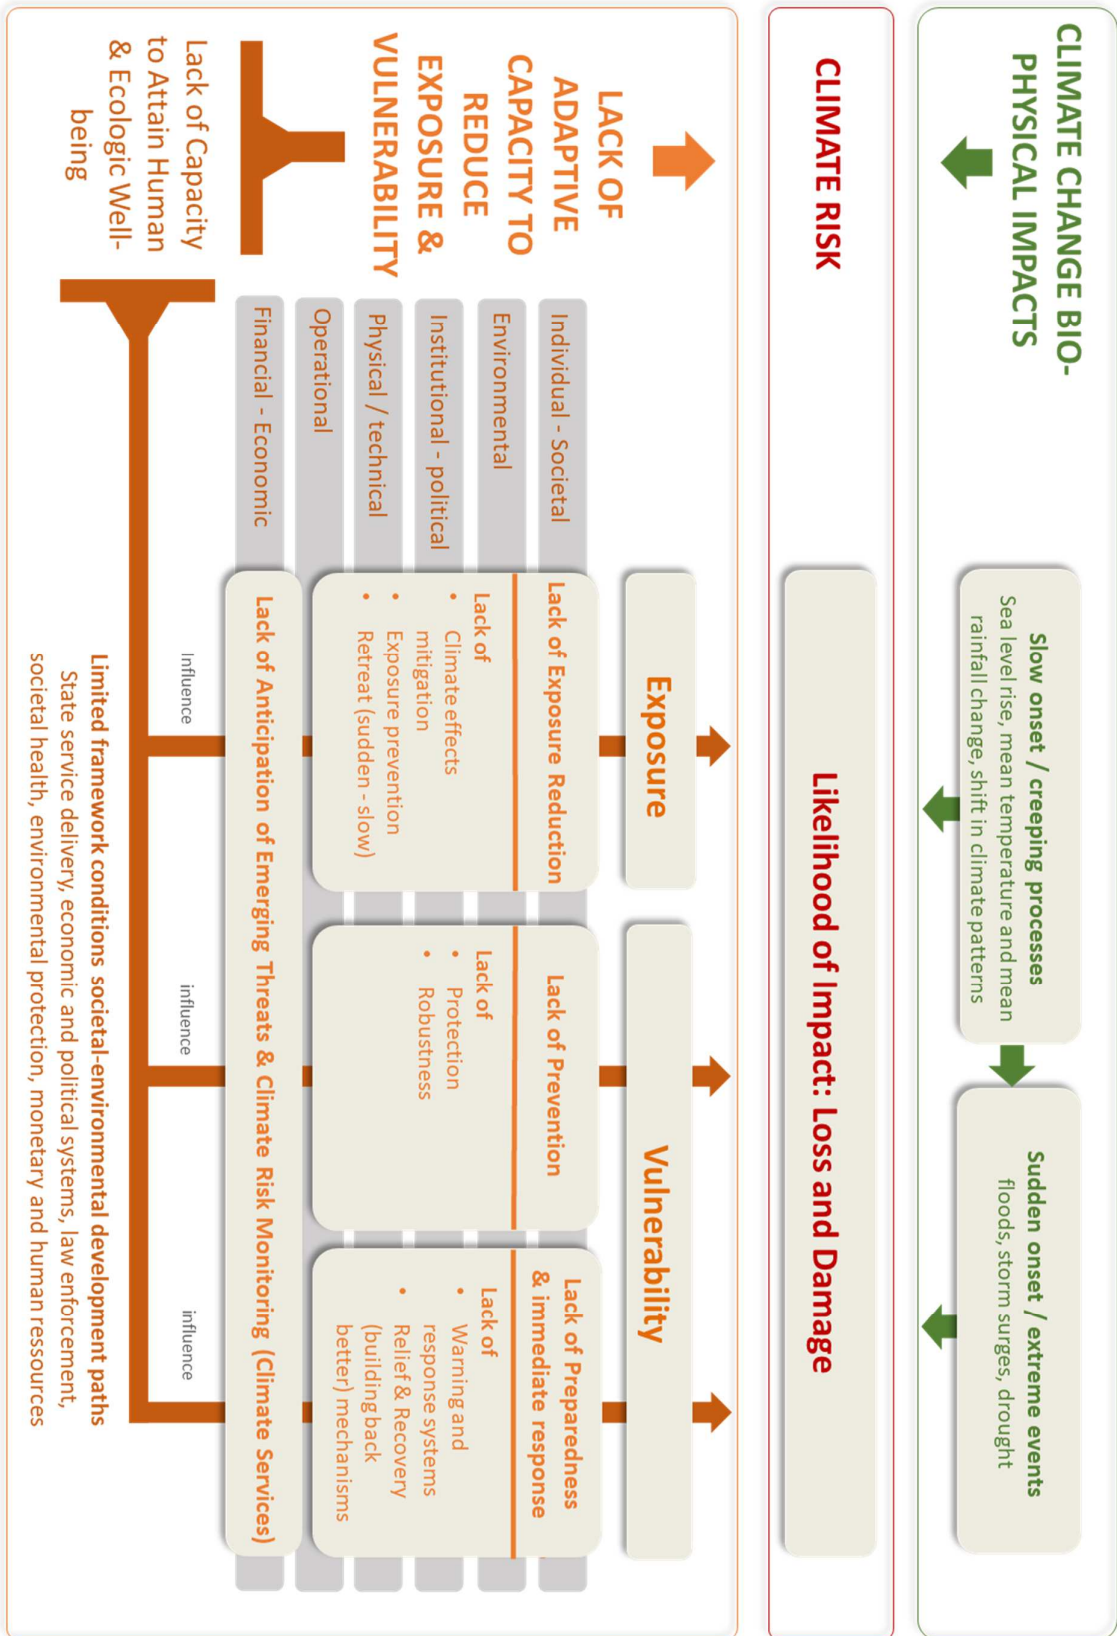 CLIMATE CHANGE BIO-
PHYSICAL IMPACTS
Slow onset / creeping processes
Sea level rise, mean temperature and mean
rainfall change, shift in climate patterns
Sudden onset / extreme events
floods, storm surges, drought
CLIMATE RISK
Likelihood of Impact: Loss and Damage
LACK OF
ADAPTIVE
CAPACITY TO
REDUCE
EXPOSURE &
VULNERABILITY
Exposure
Vulnerability
Individual - Societal
Environmental
Institutional - political
Physical / technical
Operational
Financial - Economic
Lack of Exposure Reduction
Lack of
• Climate effects
mitigation
• Exposure prevention
• Retreat (sudden - slow)
Lack of Prevention
Lack of
• Protection
• Robustness
Lack of Preparedness
& immediate response
Lack of
• Warning and
response systems
• Relief & Recovery
(building back
better) mechanisms
Lack of Anticipation of Emerging Threats & Climate Risk Monitoring (Climate Services)
Lack of Capacity
to Attain Human
& Ecologic Well-
being
Influence
influence
influence
Limited framework conditions societal-environmental development paths
State service delivery, economic and political systems, law enforcement,
societal health, environmental protection, monetary and human ressources